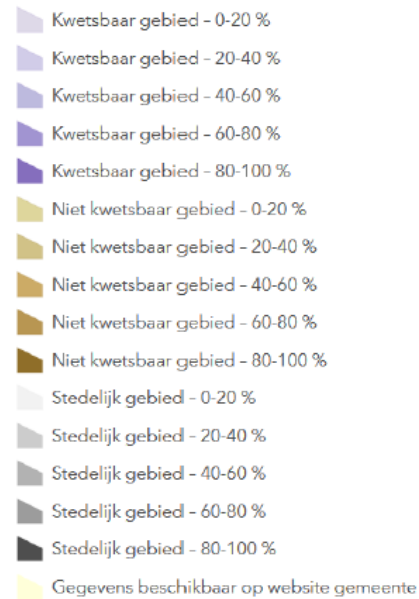 Kwetsbaar gebied - 0-20 %
Kwetsbaar gebied - 20-40 %
Kwetsbaar gebied - 40-60 %
Kwetsbaar gebied - 60-80 %
Kwetsbaar gebied - 80-100 %
Niet kwetsbaar gebied - 0-20 %
Niet kwetsbaar gebied - 20-40 %
Niet kwetsbaar gebied - 40-60 %
Niet kwetsbaar gebied - 60-80 %
Niet kwetsbaar gebied - 80-100 %
Stedelijk gebied - 0-20 %
Stedelijk gebied - 20-40 %
Stedelijk gebied - 40-60 %
Stedelijk gebied - 60-80 %
Stedelijk gebied - 80-100 %
Gegevens beschikbaar op website gemeente